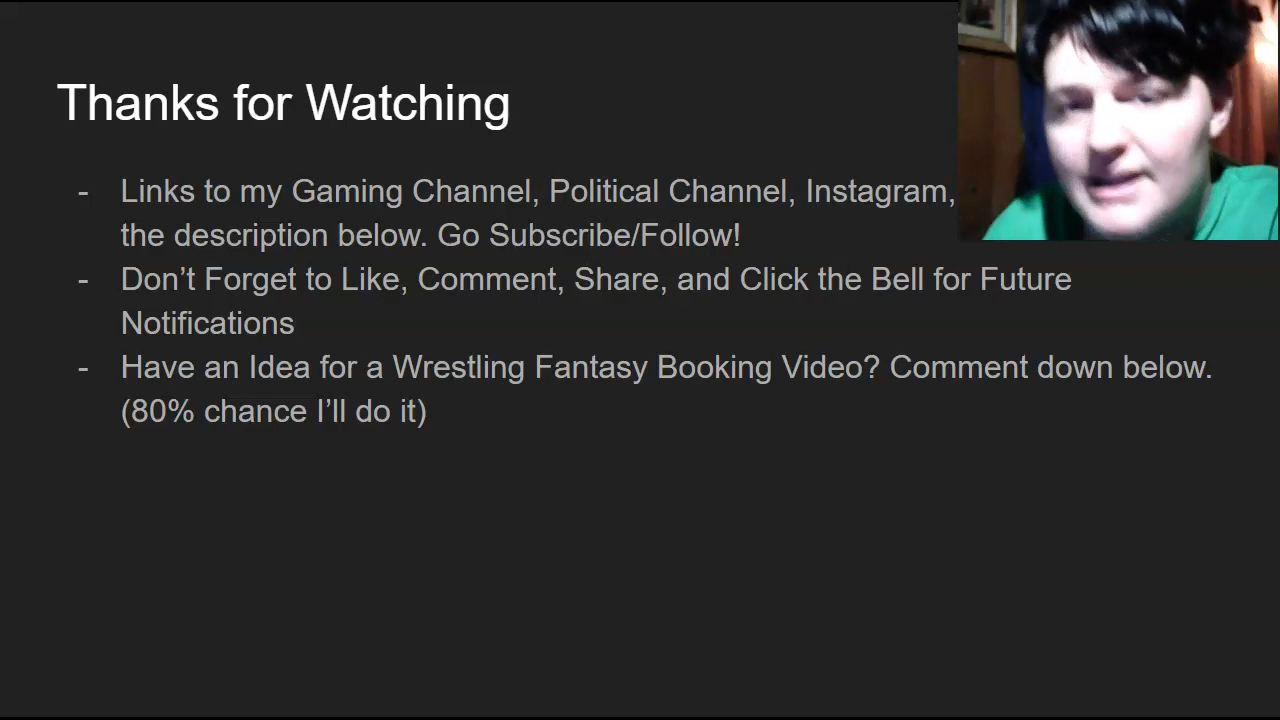 Thanks for Watching
- Links to my Gaming Channel, Political Channel, Instagram,
the description below. Go Subscribe/Follow!
- Don’t Forget to Like, Comment, Share, and Click the Bell for Future
Notifications
- Have an Idea for a Wrestling Fantasy Booking Video? Comment down below.
(80% chance I’ll do it)